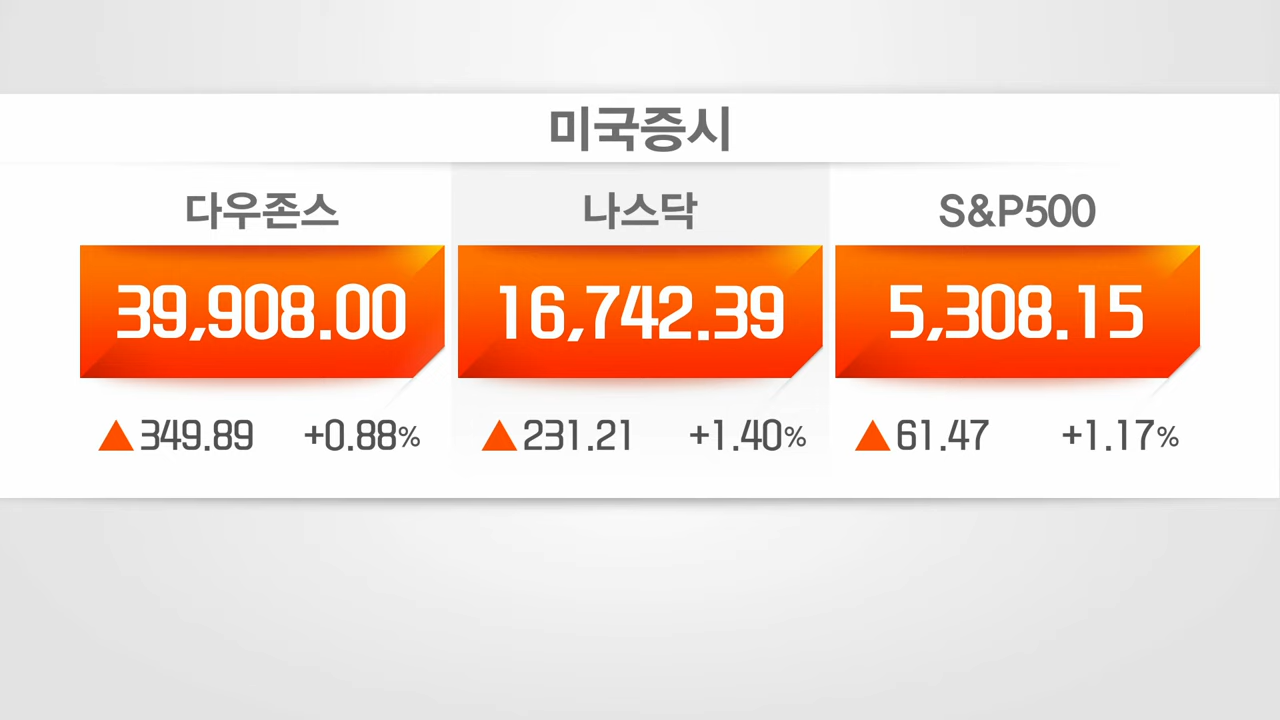 미국증시
다우존스 나스닥 S&P500
39,908.00 16,742.39 5,308.15
▲349.89 +0.88% ▲231.21 +1.40% ▲61.47 +1.17%